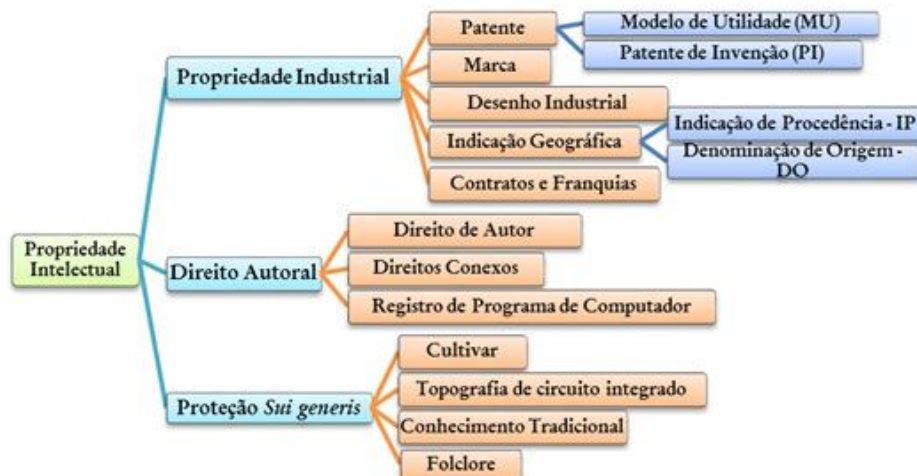 Propriedade
Intelectual
Propriedade Industrial
Patente
Modelo de Utilidade (MU)
Patente de Invenção (PI)
Marca
Desenho Industrial
Indicação Geográfica
Indicação de Procedência - IP
Denominação de Origem -
DO
Contratos e Franquias
Direito Autoral
Direito de Autor
Direitos Conexos
Registro de Programa de Computador
Proteção Sui generis
Cultivar
Topografia de circuito integrado
Conhecimento Tradicional
Folclore